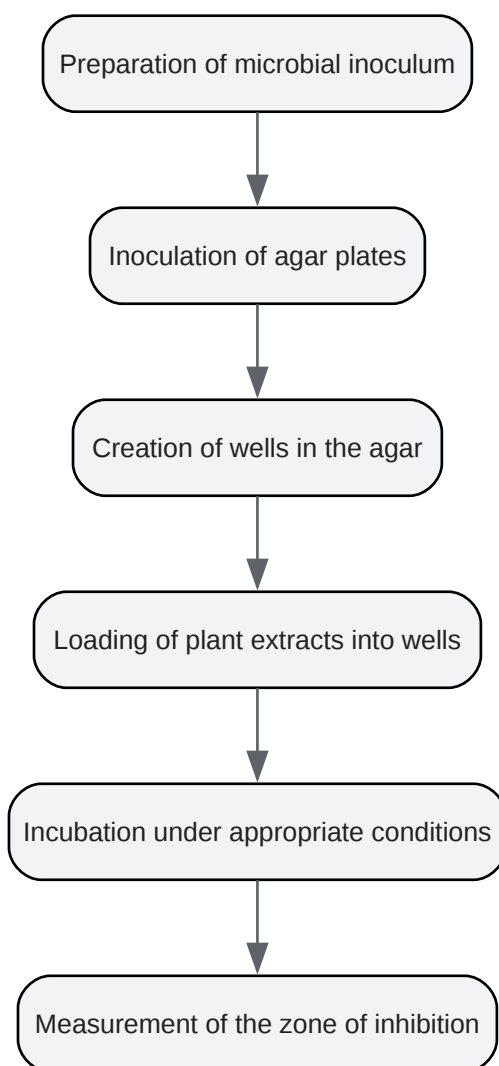 Preparation of microbial inoculum
Inoculation of agar plates
Creation of wells in the agar
Loading of plant extracts into wells
Incubation under appropriate conditions
Measurement of the zone of inhibition